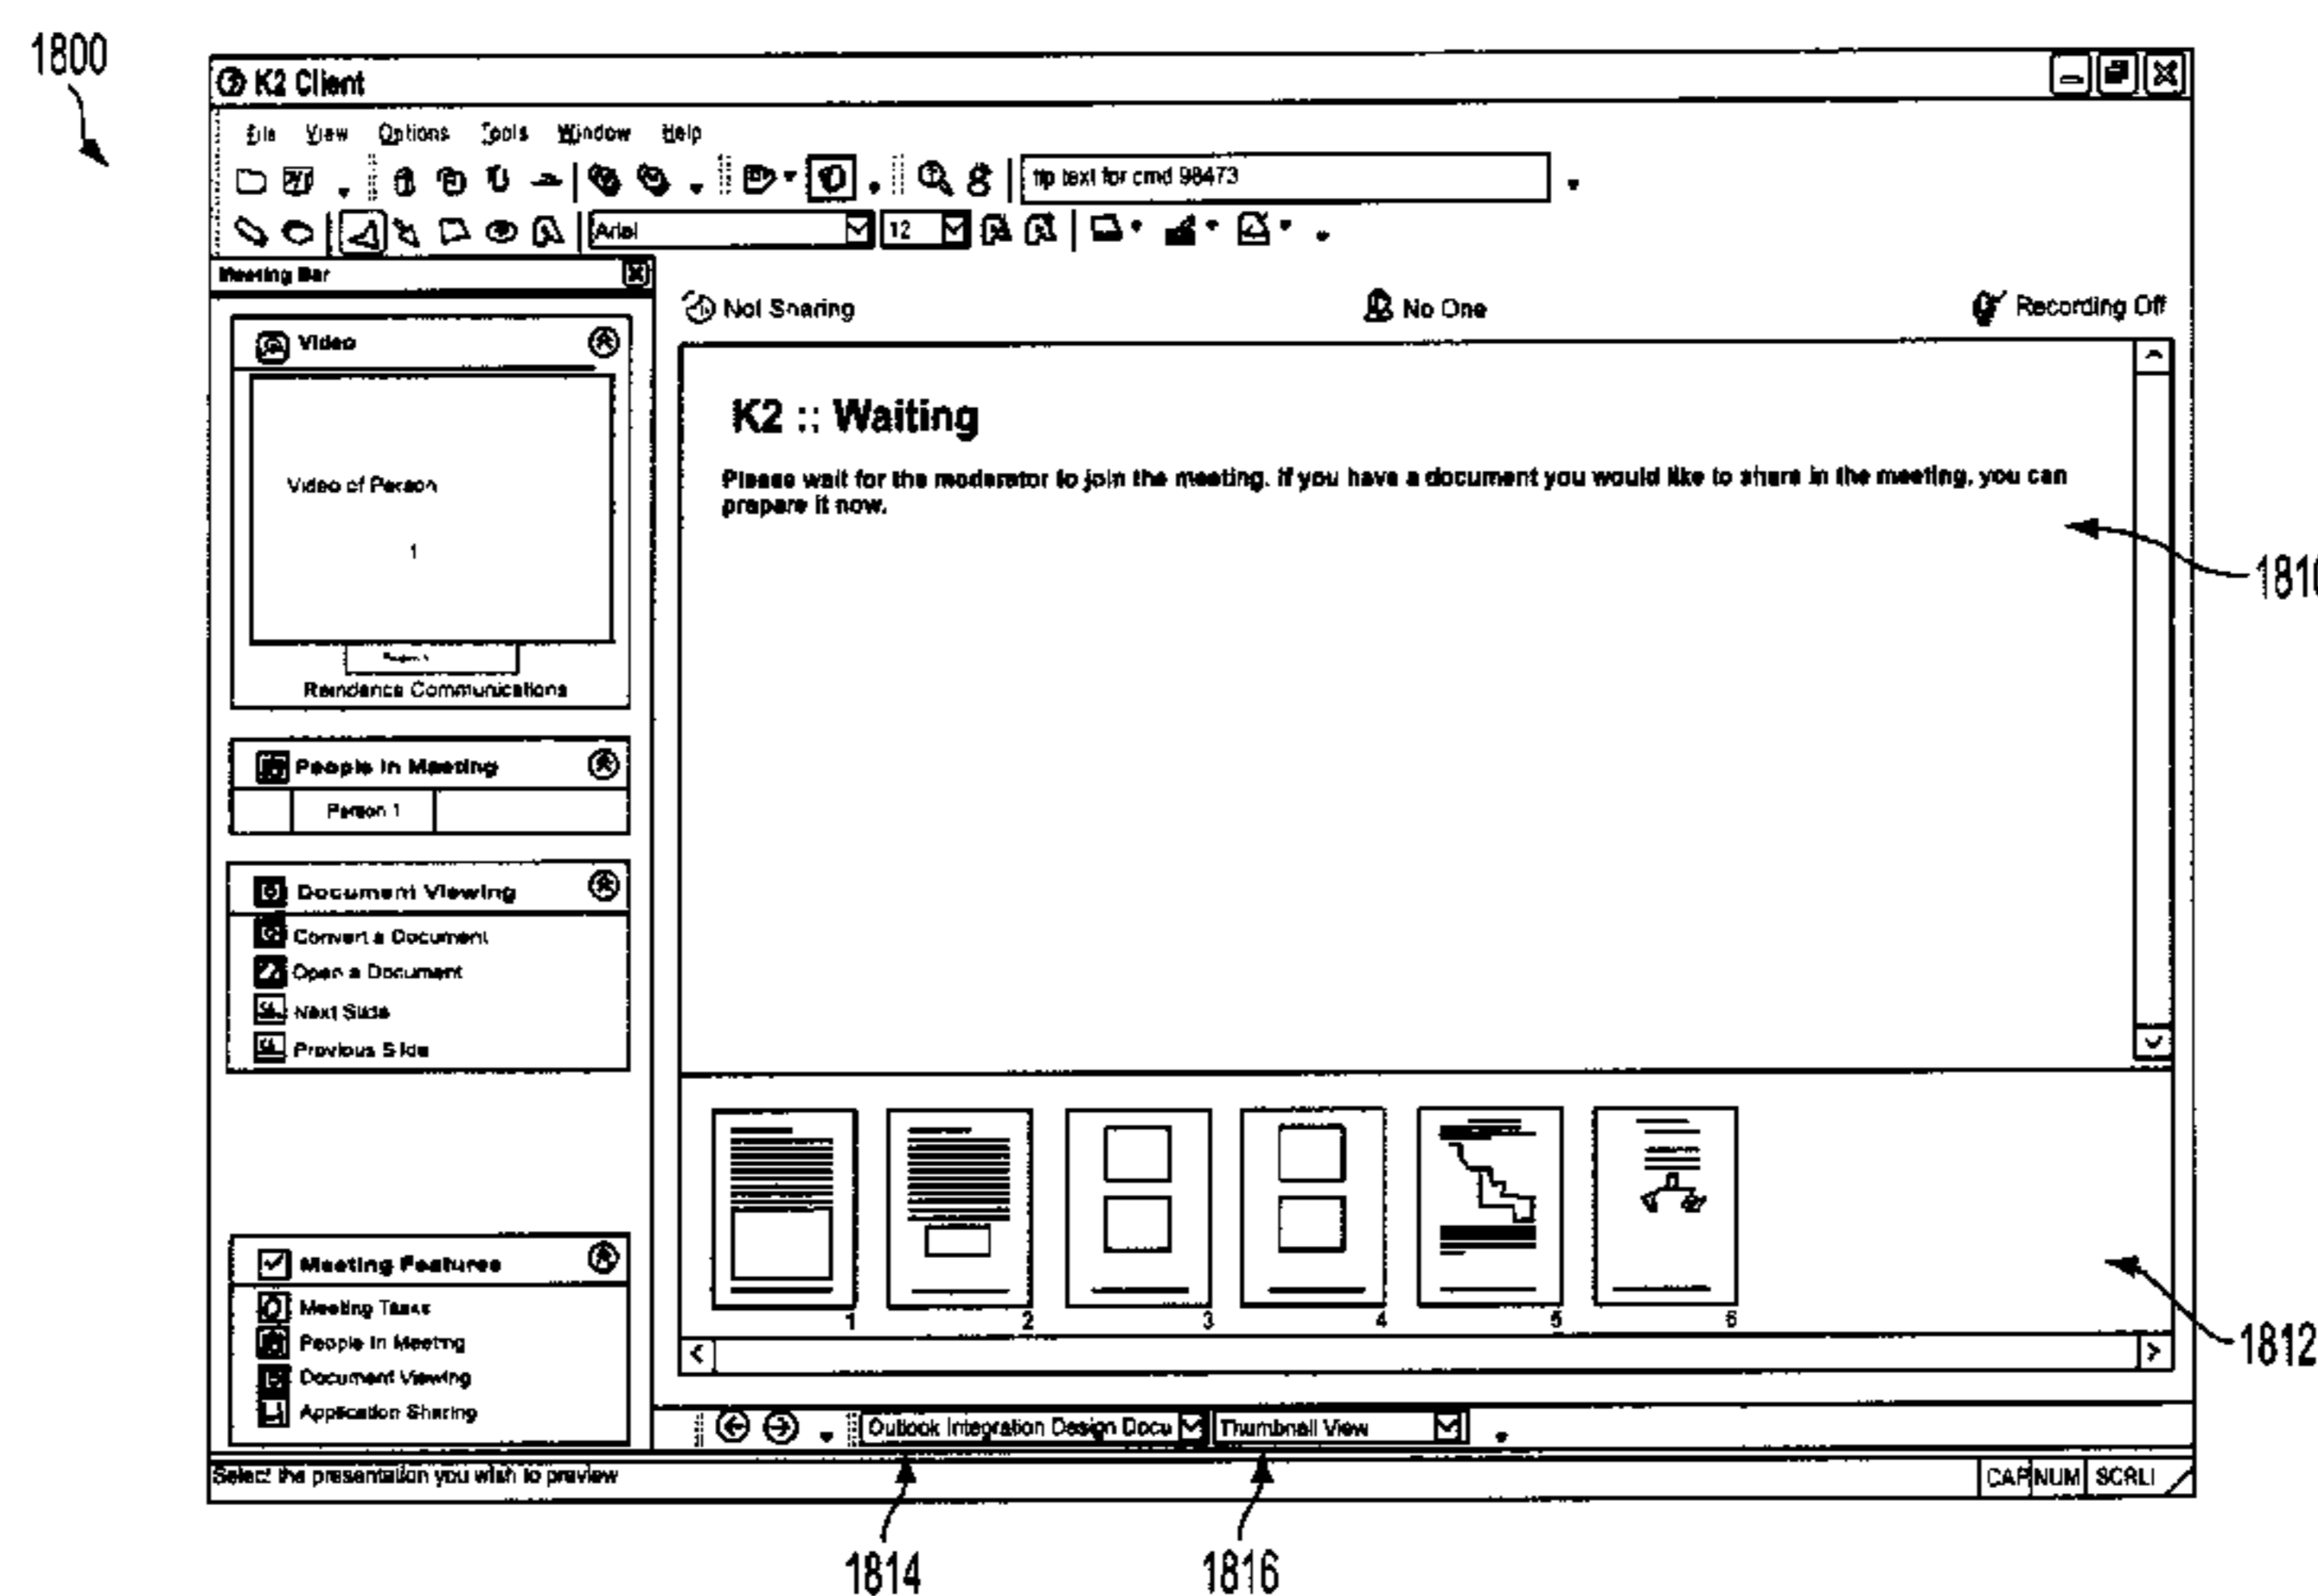 1800
K2 Client
File View Options Tools Window Help
tip text for cmd 98473
Arial 12
Meeting Bar
Not Sharing No One Recording Off
Video
Video of Person
1
Raindance Communications
K2 :: Waiting
Please wait for the moderator to join the meeting. If you have a document you would like to share in the meeting, you can
prepare it now.
1810
People In Meeting
Person 1
Document Viewing
Convert a Document
Open a Document
Next Slide
Previous Slide
1 2 3 4 5 6
Meeting Features
Meeting Tasks
People In Meeting
Document Viewing
Application Sharing
1812
Outlook Integration Design Docu Thumbnail View
Select the presentation you wish to preview CAP NUM SCRL
1814 1816